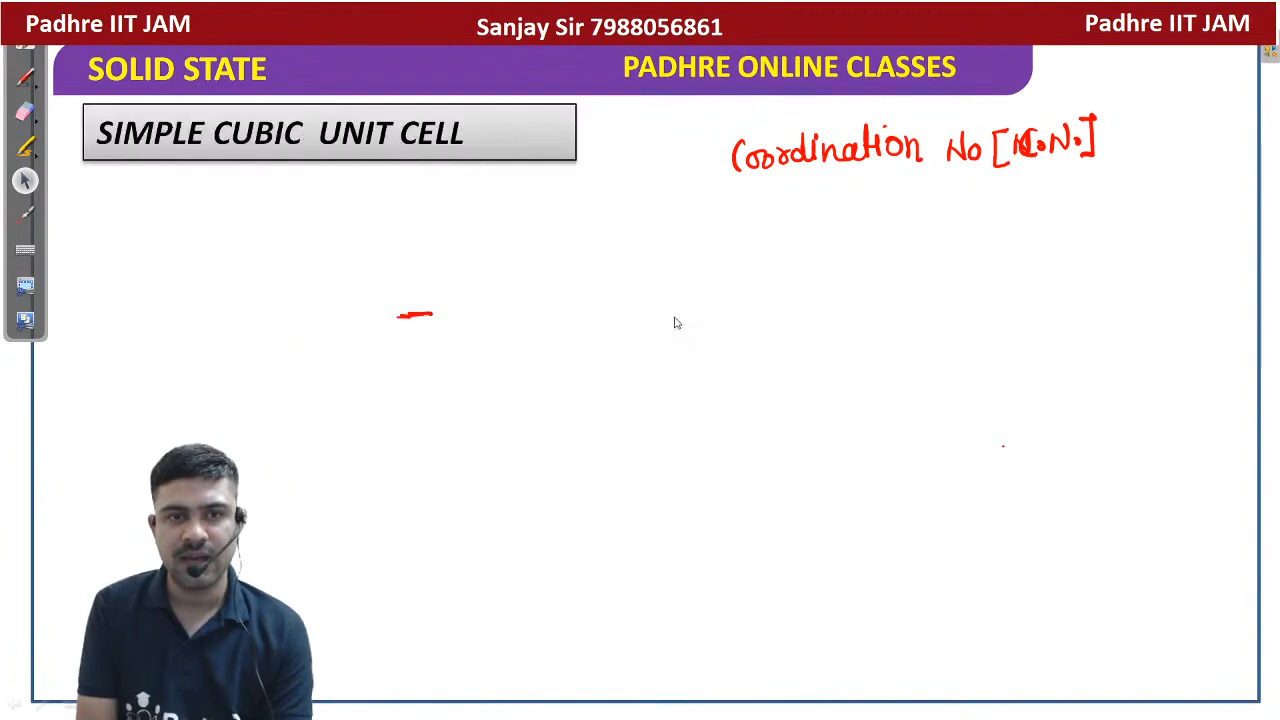 Padhre IIT JAM
Sanjay Sir 7988056861
Padhre IIT JAM
SOLID STATE
PADHRE ONLINE CLASSES
SIMPLE CUBIC UNIT CELL
Coordination No [C.N.]